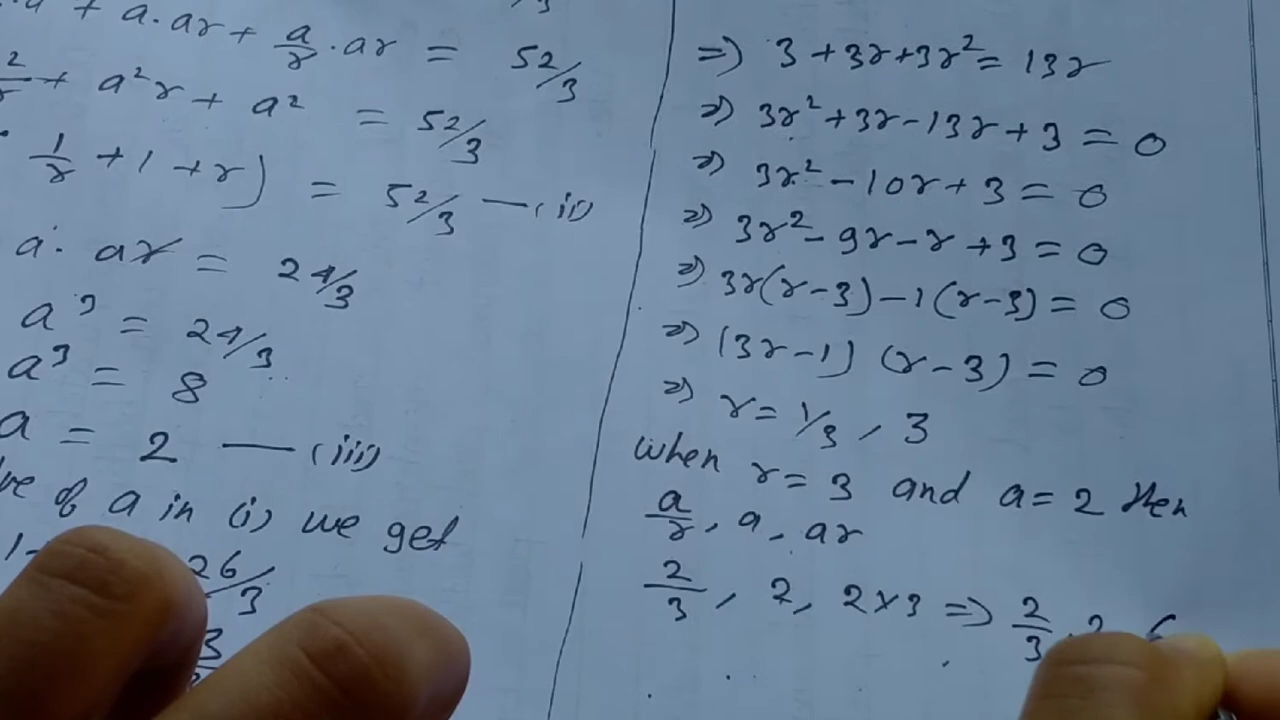 a + a·ar + a/r·ar = 52/3
2/r + a²r + a² = 52/3
1/r + 1 + r) = 52/3 — (ii)
a· ar = 24/3
a³ = 24/3
a³ = 8
a = 2 — (iii)
of a in (i) we get
26/3
3
=> 3 + 3r + 3r² = 13r
=> 3r² + 3r - 13r + 3 = 0
=> 3r² - 10r + 3 = 0
=> 3r² - 9r - r + 3 = 0
=> 3r(r - 3) - 1(r - 3) = 0
=> (3r - 1) (r - 3) = 0
=> r = 1/3, 3
when r = 3 and a = 2 then
a/r, a, ar
2/3, 2, 2×3 => 2/3, 2